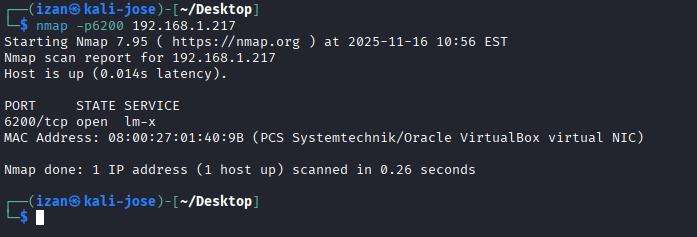 ┌──(izan㉿kali-jose)-[~/Desktop]
└─$ nmap -p6200 192.168.1.217
Starting Nmap 7.95 ( https://nmap.org ) at 2025-11-16 10:56 EST
Nmap scan report for 192.168.1.217
Host is up (0.014s latency).
PORT     STATE SERVICE
6200/tcp open  lm-x
MAC Address: 08:00:27:01:40:9B (PCS Systemtechnik/Oracle VirtualBox virtual NIC)
Nmap done: 1 IP address (1 host up) scanned in 0.26 seconds
┌──(izan㉿kali-jose)-[~/Desktop]
└─$